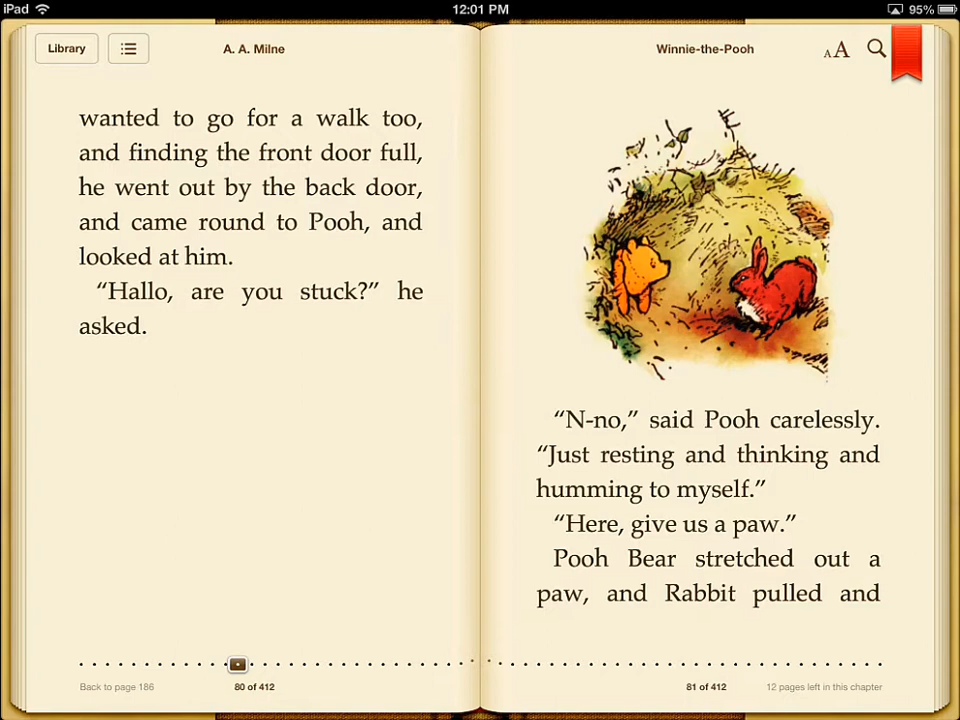 iPad
12:01 PM
95%
Library
A. A. Milne
Winnie-the-Pooh
AA
wanted to go for a walk too,
and finding the front door full,
he went out by the back door,
and came round to Pooh, and
looked at him.
“Hallo, are you stuck?” he
asked.
“N-no,” said Pooh carelessly.
“Just resting and thinking and
humming to myself.”
“Here, give us a paw.”
Pooh Bear stretched out a
paw, and Rabbit pulled and
Back to page 186
80 of 412
81 of 412
12 pages left in this chapter